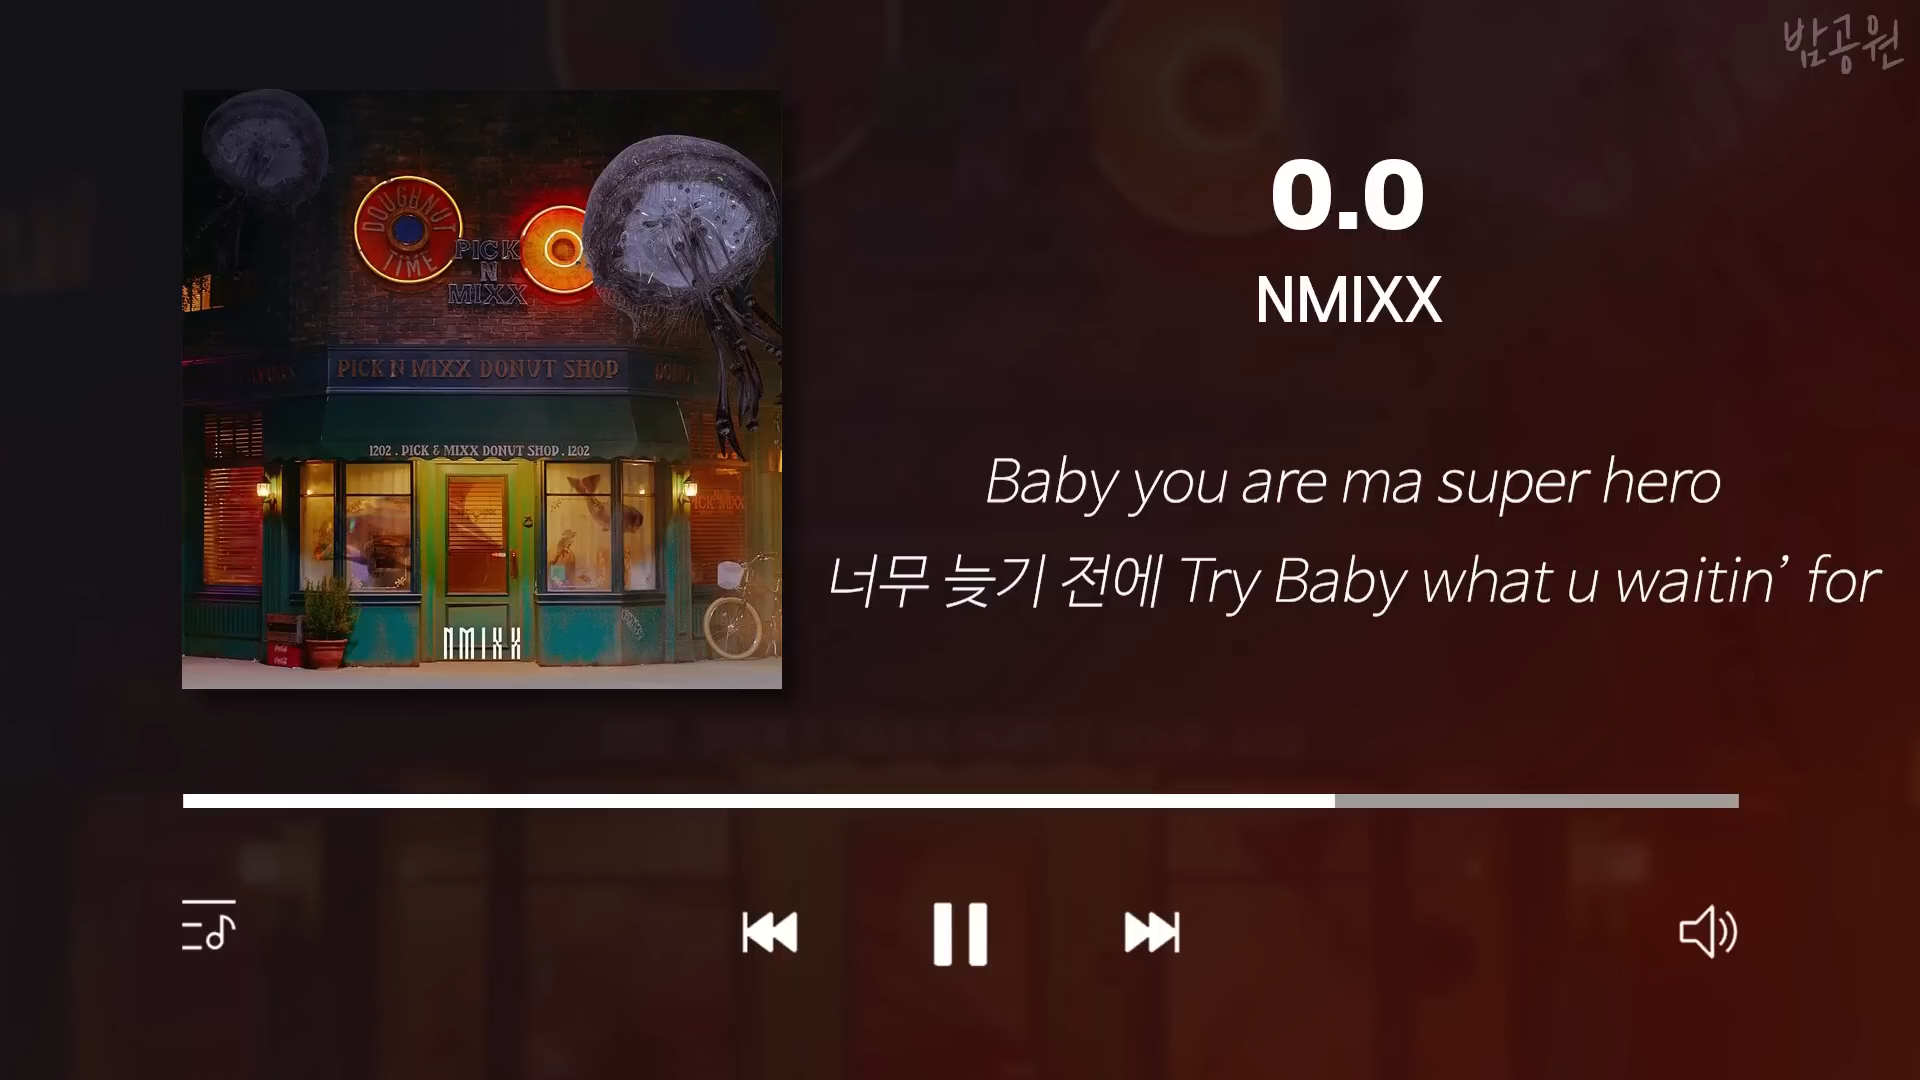 밤공원
DOUGHNUT
TIME
PICK
N
MIXX
PICK N MIXX DONUT SHOP
1202 . PICK & MIXX DONUT SHOP . 1202
NMIXX
0.0
NMIXX
Baby you are ma super hero
너무 늦기 전에 Try Baby what u waitin’ for